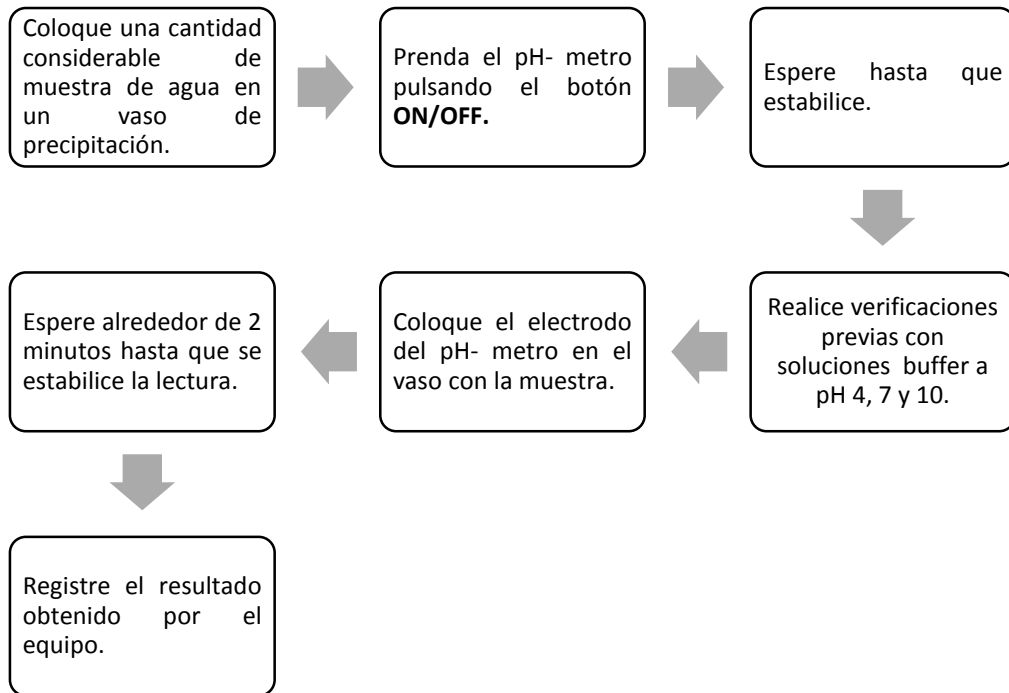 Coloque una cantidad
considerable de
muestra de agua en
un vaso de
precipitación.
Prenda el pH- metro
pulsando el botón
ON/OFF.
Espere hasta que
estabilice.
Realice verificaciones
previas con
soluciones buffer a
pH 4, 7 y 10.
Coloque el electrodo
del pH- metro en el
vaso con la muestra.
Espere alrededor de 2
minutos hasta que se
estabilice la lectura.
Registre el resultado
obtenido por el
equipo.